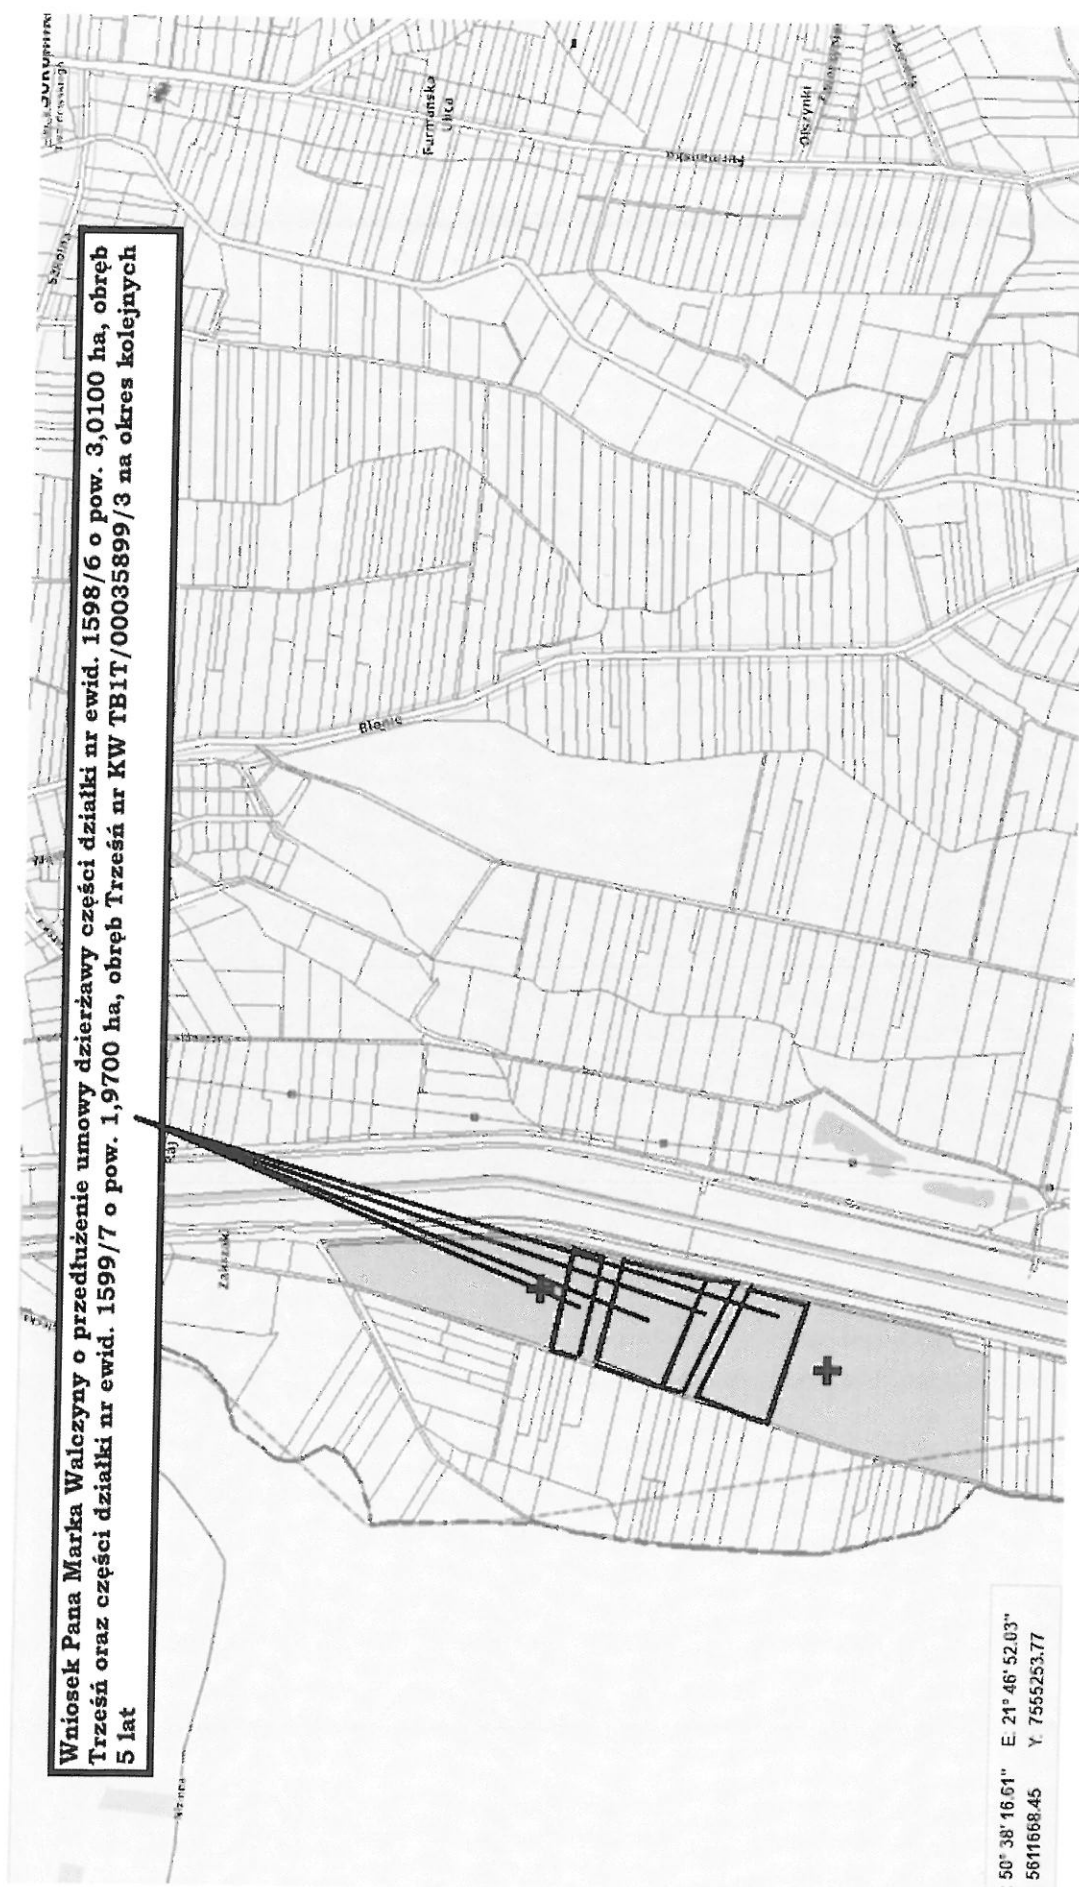 Wniosek Pana Marka Walczyny o przedłużenie umowy dzierżawy części działki nr ewid. 1598/6 o pow. 3,0100 ha, obręb
Trześń oraz części działki nr ewid. 1599/7 o pow. 1,9700 ha, obręb Trześń nr KW TB1T/00035899/3 na okres kolejnych
5 lat
Szkolna
Furmańska
Ulica
Furmańska
Olszynki
Błonie
Raj
50° 38' 16.61" E: 21° 46' 52.03"
5611668.45 Y: 7555253.77